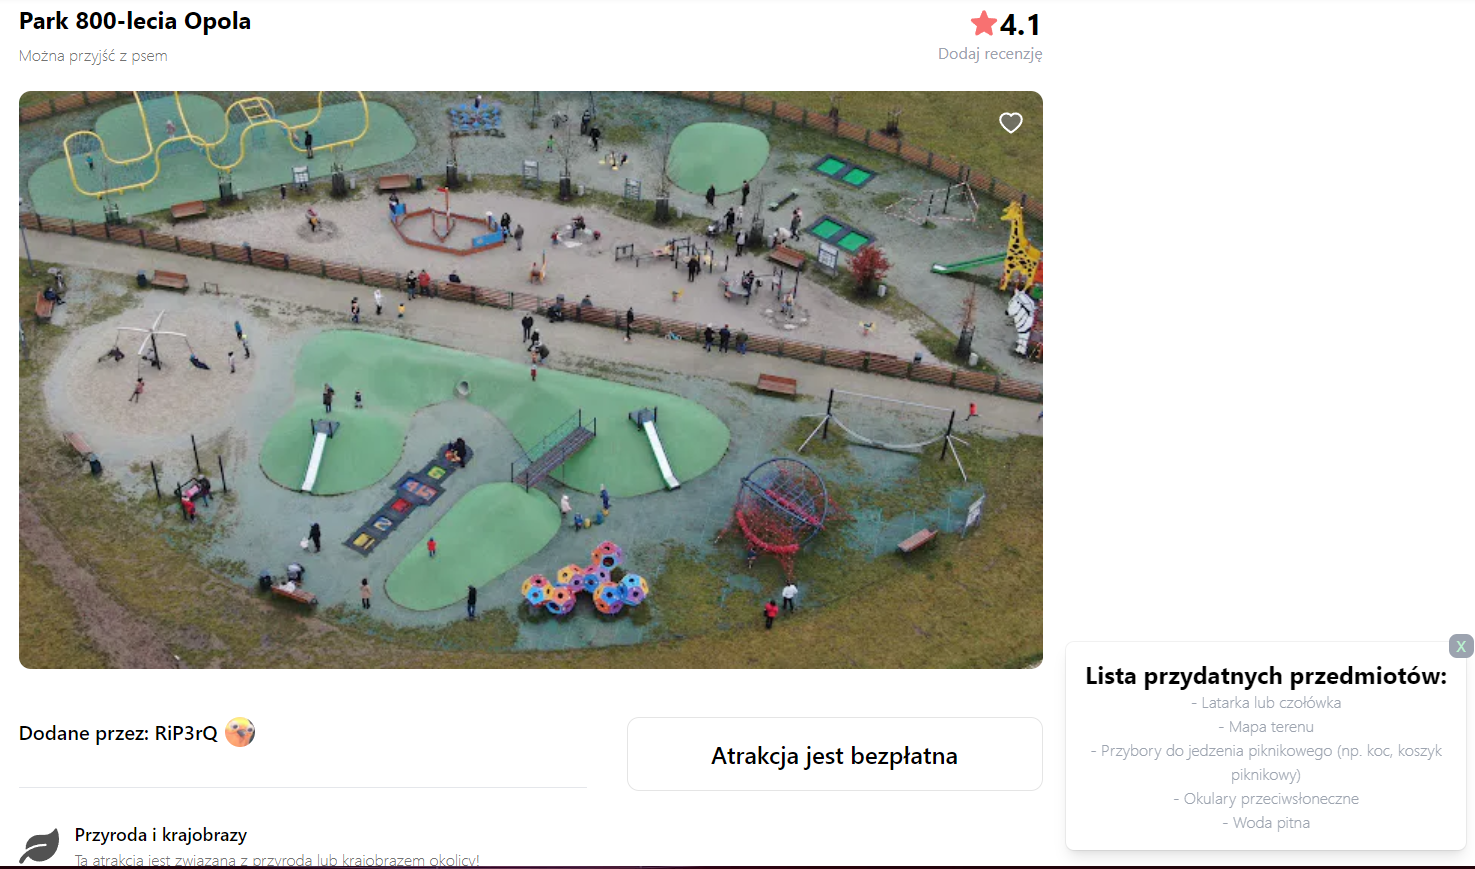 Park 800-lecia Opola
4.1
Można przyjść z psem
Dodaj recenzję
Dodane przez: RiP3rQ
Atrakcja jest bezpłatna
Przyroda i krajobrazy
Ta atrakcja jest związana z przyrodą lub krajobrazem okolicy!
X
Lista przydatnych przedmiotów:
- Latarka lub czołówka
- Mapa terenu
- Przybory do jedzenia piknikowego (np. koc, koszyk
piknikowy)
- Okulary przeciwsłoneczne
- Woda pitna